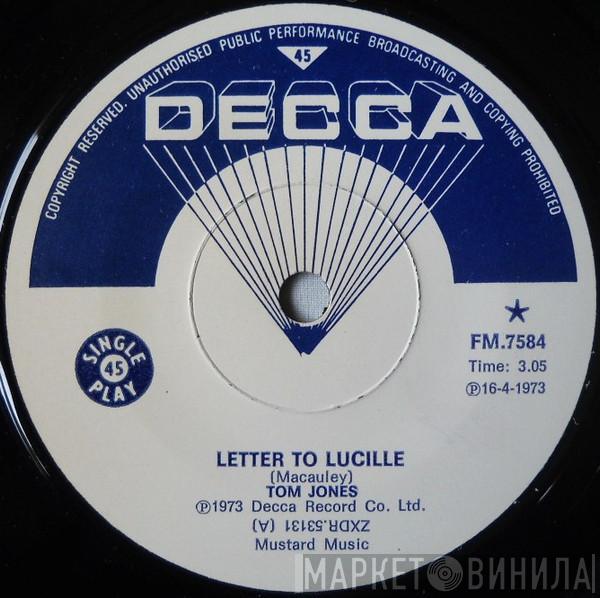 COPYRIGHT RESERVED. UNAUTHORISED PUBLIC PERFORMANCE BROADCASTING AND COPYING PROHIBITED
45
DECCA
FM.7584
Time: 3.05
℗16-4-1973
SINGLE
45
PLAY
LETTER TO LUCILLE
(Macauley)
TOM JONES
℗1973 Decca Record Co. Ltd.
ZXDR.53131 (A)
Mustard Music
МАРКЕТ ВИНИЛА